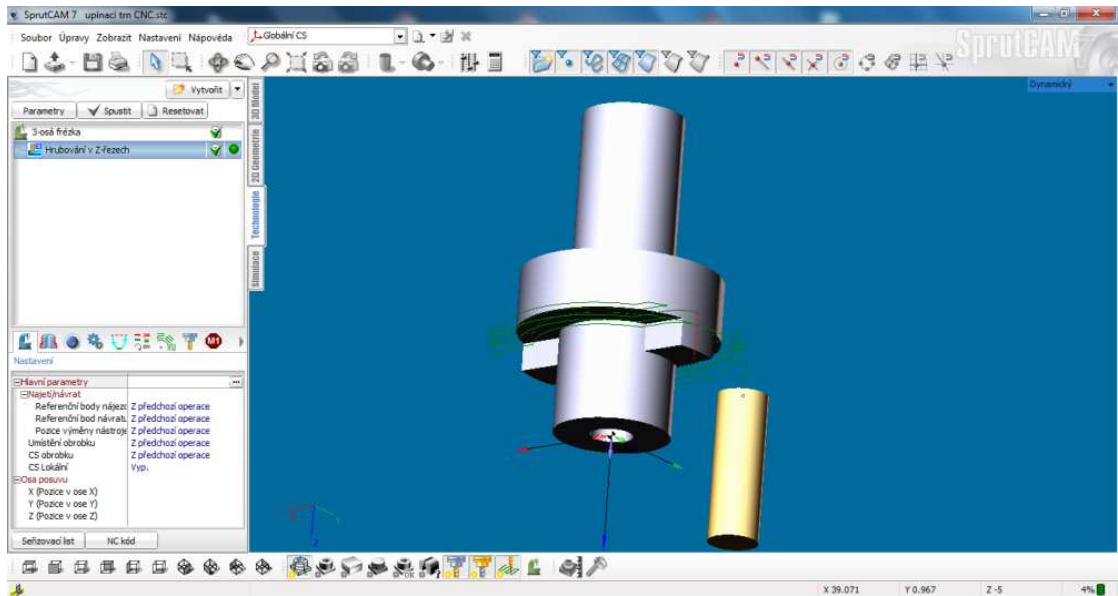 SprutCAM 7 upinaci trn CNC.stc
Soubor Úpravy Zobrazit Nastavení Nápověda
Globální CS
SprutCAM 7
Vytvořit
Parametry Spustit Resetovat
3-osá frézka
Hrubování v Z-řezech
3D Model
2D Geometrie
Technologie
Simulace
Dynamický
M1
Nastavení
Hlavní parametry
Najetí/návrat
Referenční body nájezd Z předchozí operace
Referenční bod návratu Z předchozí operace
Pozice výměny nástroje Z předchozí operace
Umístění obrobku Z předchozí operace
CS obrobku Z předchozí operace
CS Lokální Vyp.
Osa posuvu
X (Pozice v ose X)
Y (Pozice v ose Y)
Z (Pozice v ose Z)
Seřizovací list NC kód
X
Y
Z
OK
X 39.071 Y 0.967 Z -5 4%